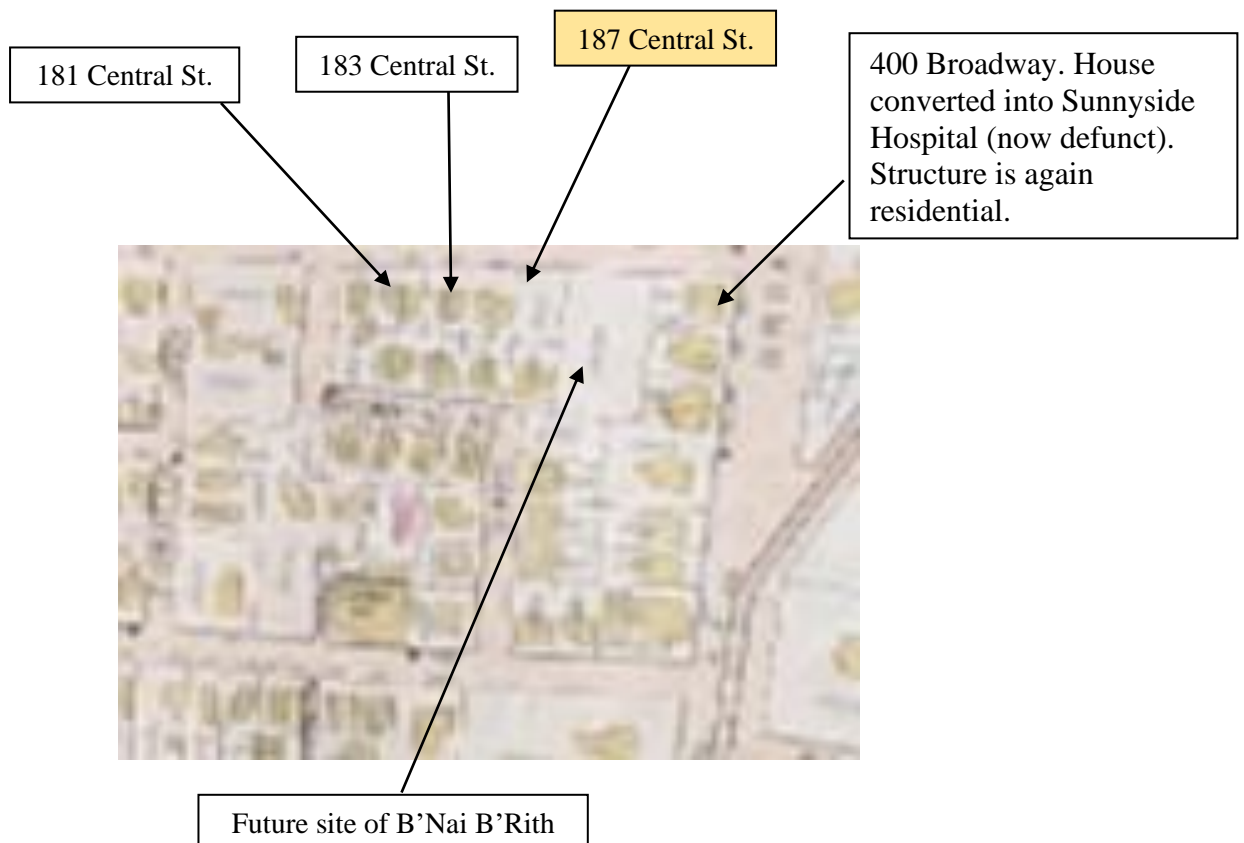 187 Central St.
183 Central St.
181 Central St.
400 Broadway. House
converted into Sunnyside
Hospital (now defunct).
Structure is again
residential.
Future site of B’Nai B’Rith